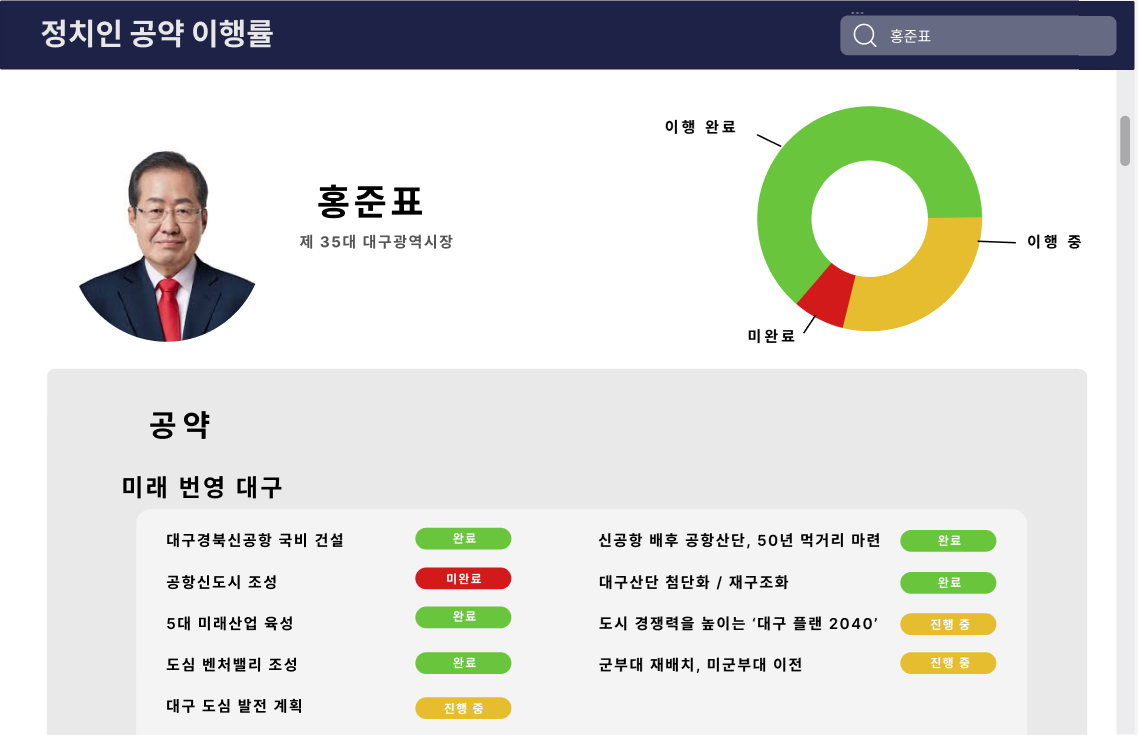 정치인 공약 이행률
홍준표
이행 완료
홍준표
제 35대 대구광역시장
이행 중
미완료
공약
미래 번영 대구
대구경북신공항 국비 건설 완료
신공항 배후 공항산단, 50년 먹거리 마련 완료
공항신도시 조성 미완료
대구산단 첨단화 / 재구조화 완료
5대 미래산업 육성 완료
도시 경쟁력을 높이는 ‘대구 플랜 2040’ 진행 중
도심 벤처밸리 조성 완료
군부대 재배치, 미군부대 이전 진행 중
대구 도심 발전 계획 진행 중